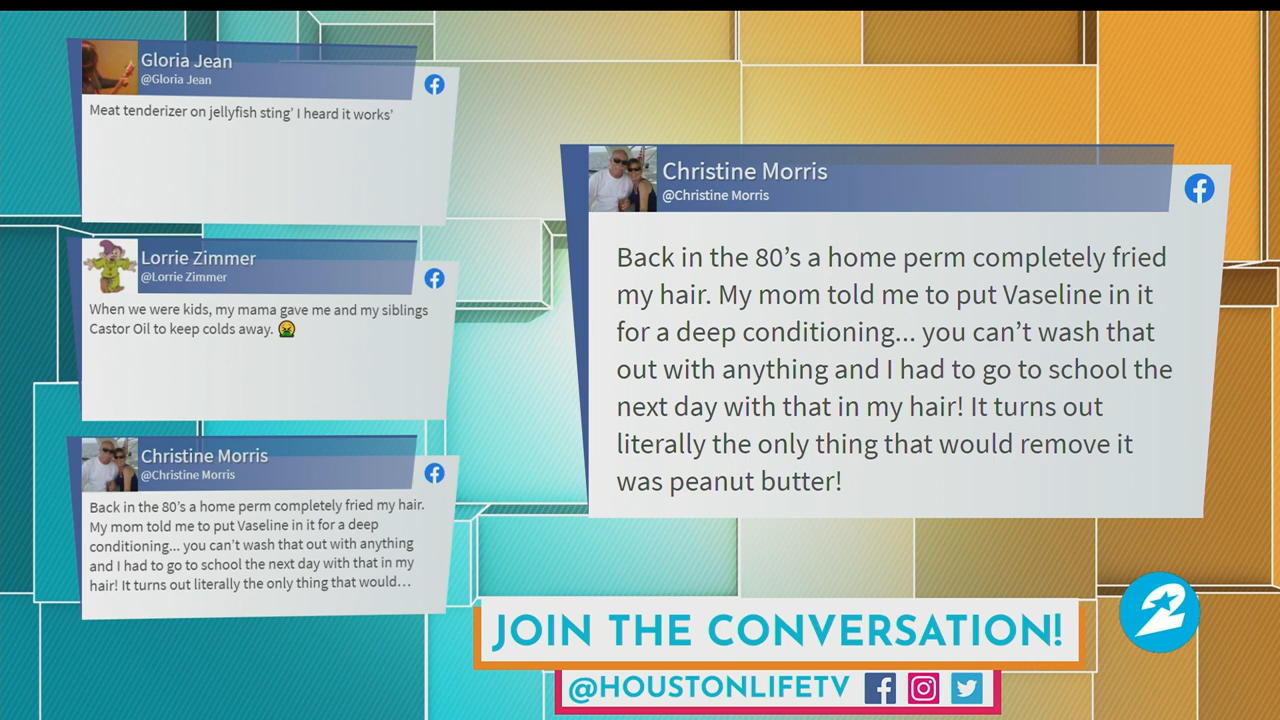 Gloria Jean
@Gloria Jean
Meat tenderizer on jellyfish sting' I heard it works'
Lorrie Zimmer
@Lorrie Zimmer
When we were kids, my mama gave me and my siblings
Castor Oil to keep colds away. 🤮
Christine Morris
@Christine Morris
Back in the 80's a home perm completely fried my hair.
My mom told me to put Vaseline in it for a deep
conditioning... you can't wash that out with anything
and I had to go to school the next day with that in my
hair! It turns out literally the only thing that would...
Christine Morris
@Christine Morris
Back in the 80's a home perm completely fried
my hair. My mom told me to put Vaseline in it
for a deep conditioning... you can't wash that
out with anything and I had to go to school the
next day with that in my hair! It turns out
literally the only thing that would remove it
was peanut butter!
JOIN THE CONVERSATION!
@HOUSTONLIFETV
2